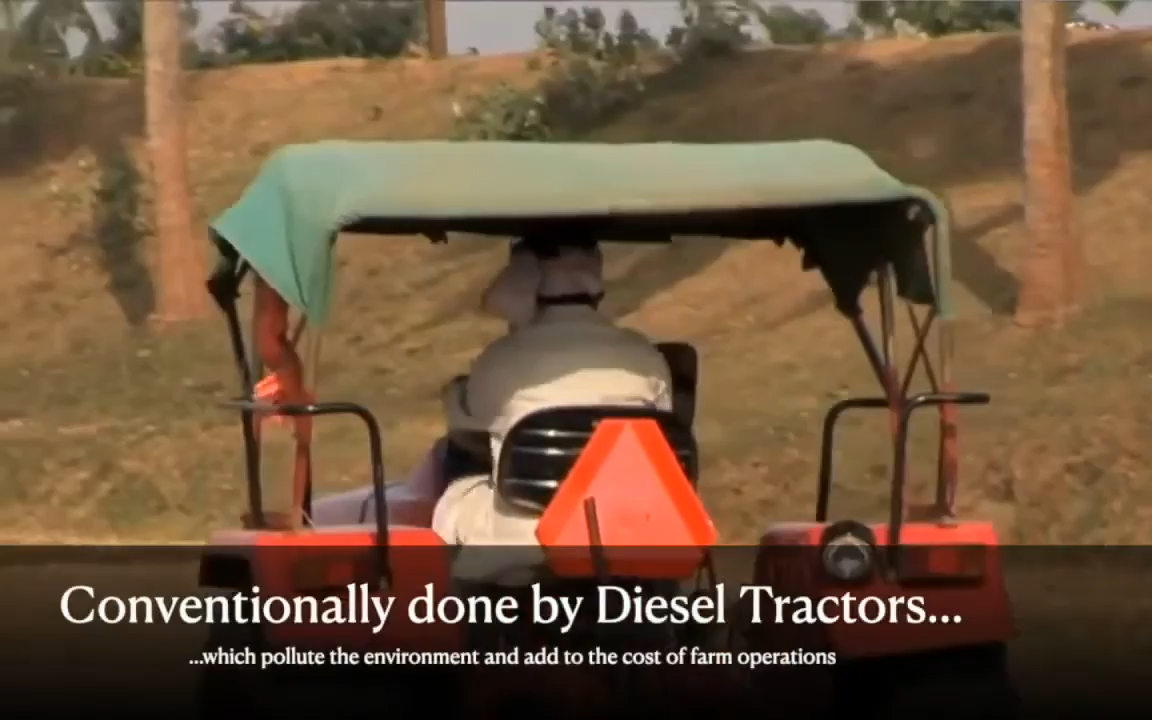 Conventionally done by Diesel Tractors...
...which pollute the environment and add to the cost of farm operations